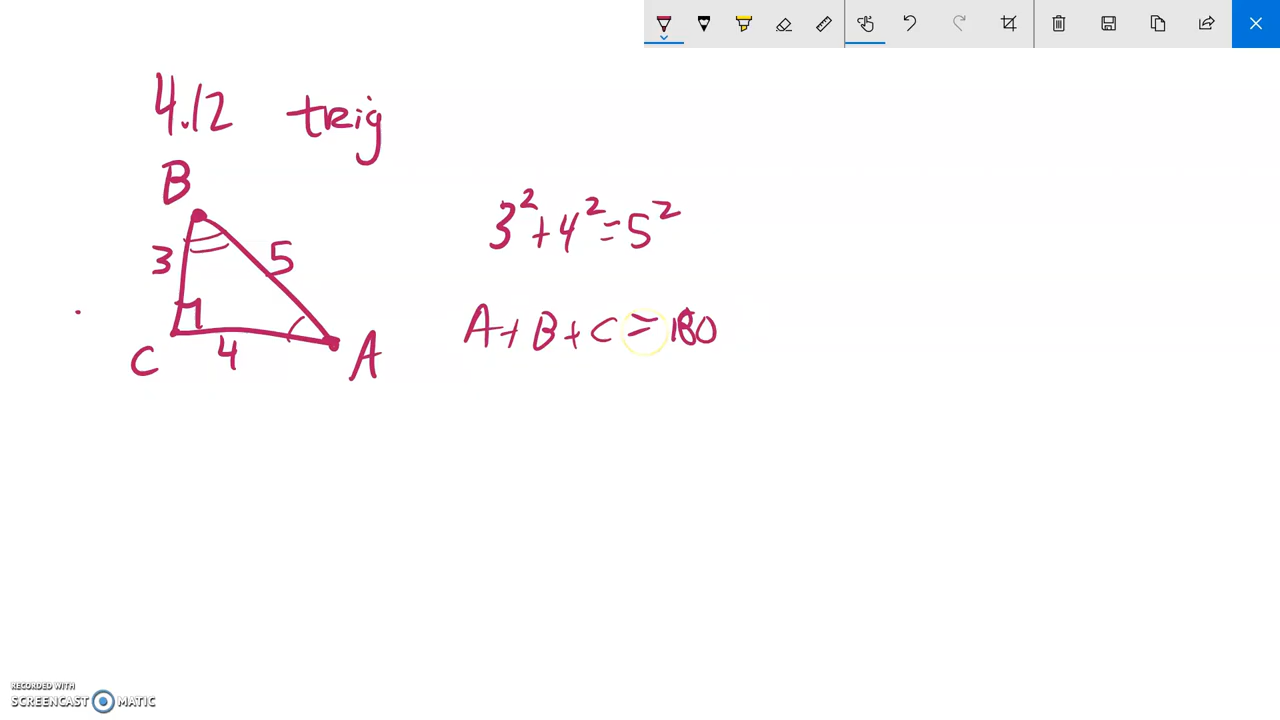 4.12 trig
B
3² + 4² = 5²
3 5
A + B + C = 180
C 4 A
RECORDED WITH
SCREENCAST MATIC